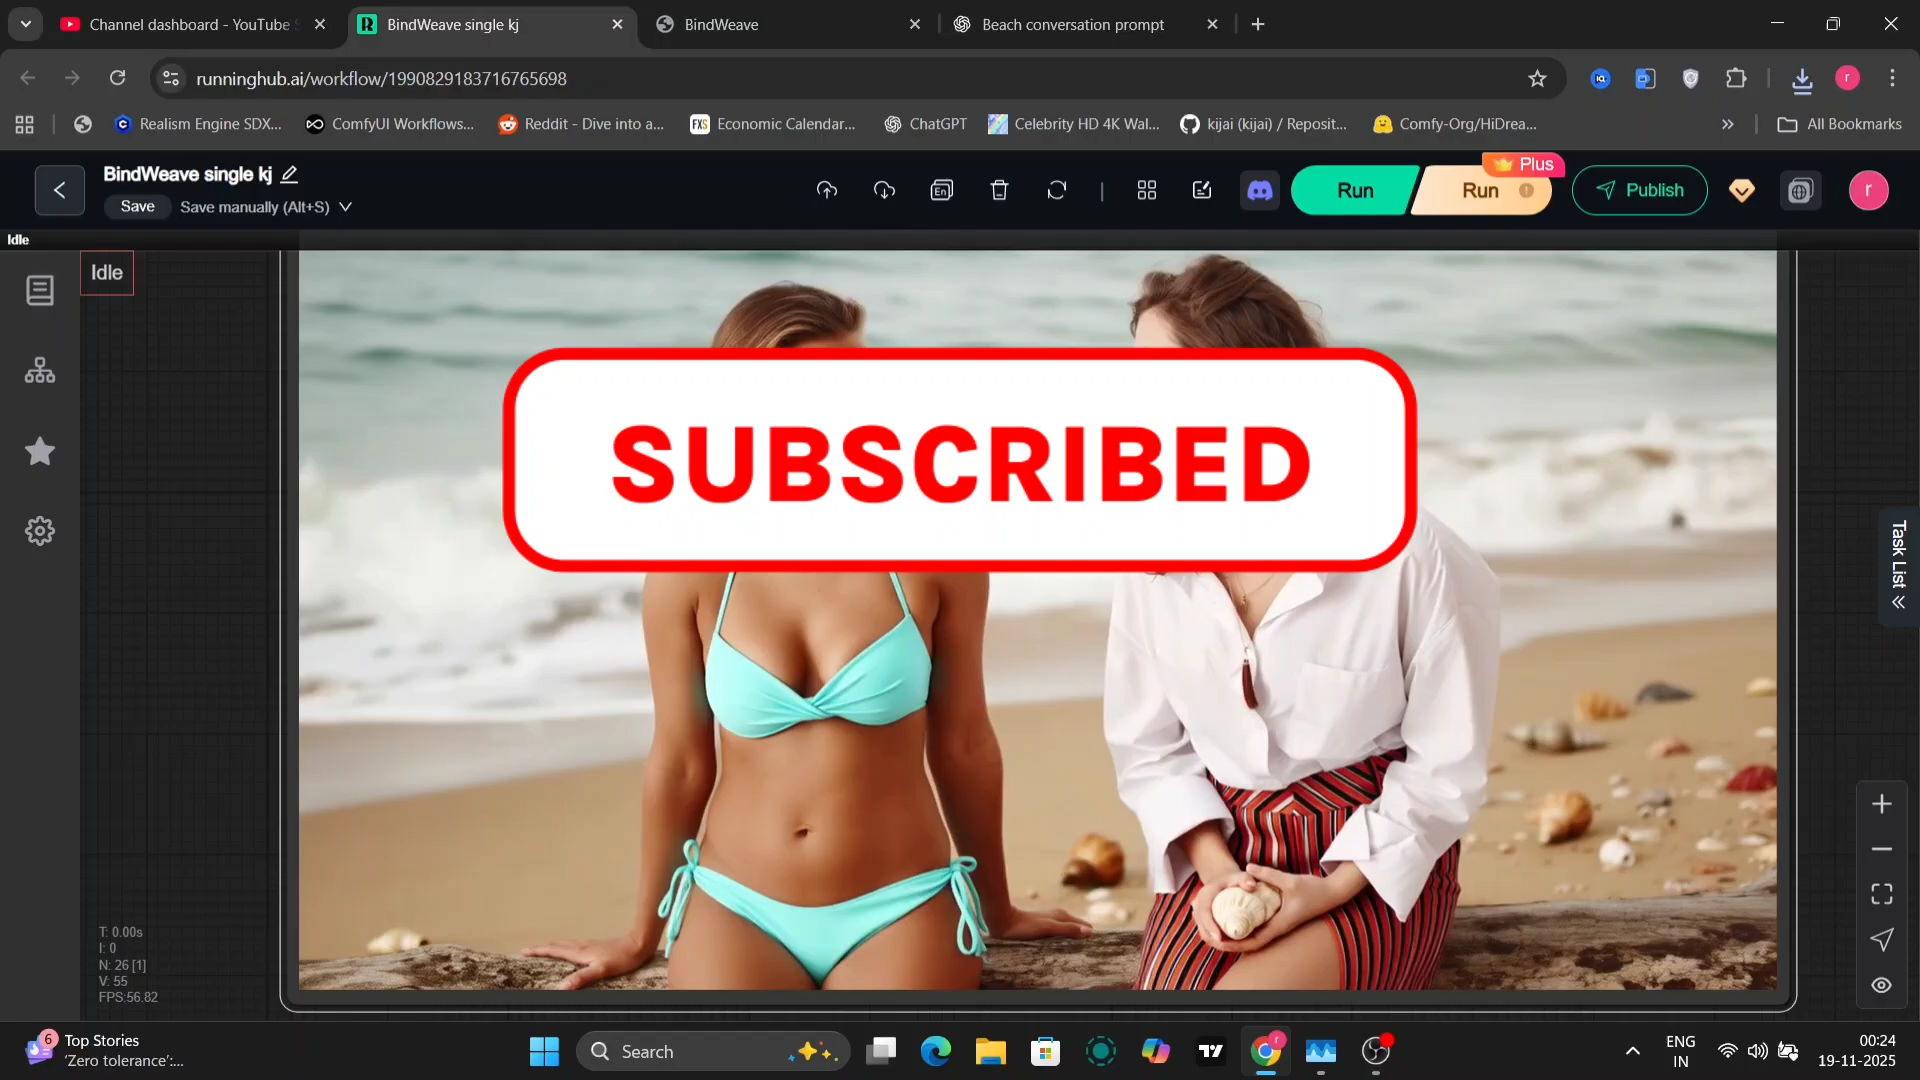 Channel dashboard - YouTube
BindWeave single kj
BindWeave
Beach conversation prompt
runninghub.ai/workflow/1990829183716765698
r
Realism Engine SDX...
ComfyUI Workflows...
Reddit - Dive into a...
FXS
Economic Calendar...
ChatGPT
Celebrity HD 4K Wal...
kijai (kijai) / Reposit...
Comfy-Org/HiDrea...
All Bookmarks
BindWeave single kj
Save
Save manually (Alt+S)
En
Run
Run
Plus
Publish
r
Idle
Idle
SUBSCRIBED
Task List
T: 0.00s
I: 0
N: 26 [1]
V: 55
FPS:56.82
6
Top Stories
'Zero tolerance':...
Search
ENG
IN
00:24
19-11-2025